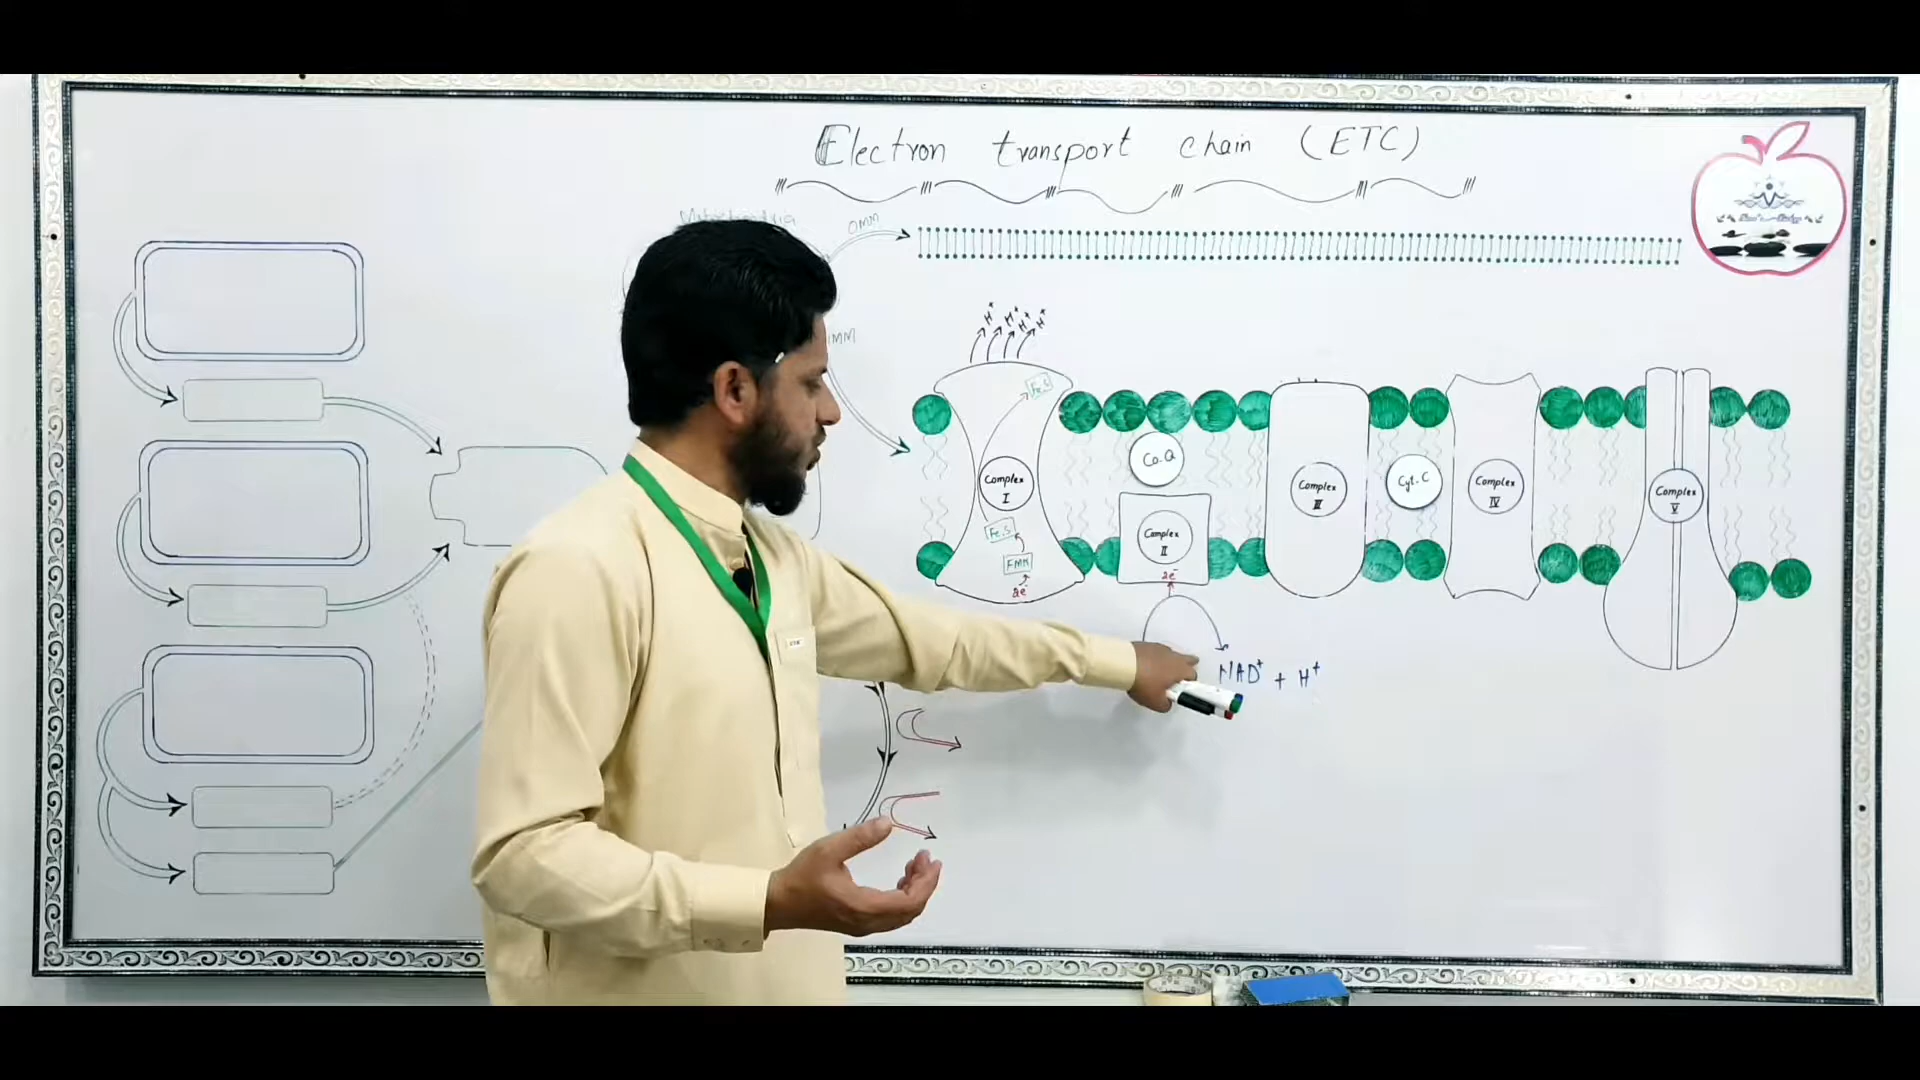 Electron transport chain (ETC)
Mitochondria
OMM
IMM
H⁺ H⁺ H⁺ H⁺
Fe.S
Co.Q
Complex I
Complex II
Complex III
Cyt. C
Complex IV
Complex V
Fe.S
FMN
2e⁻
2e⁻
NAD⁺ + H⁺